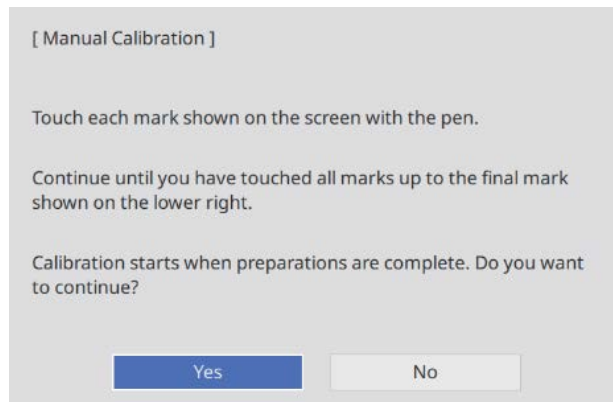 [ Manual Calibration ]
Touch each mark shown on the screen with the pen.
Continue until you have touched all marks up to the final mark
shown on the lower right.
Calibration starts when preparations are complete. Do you want
to continue?
Yes
No